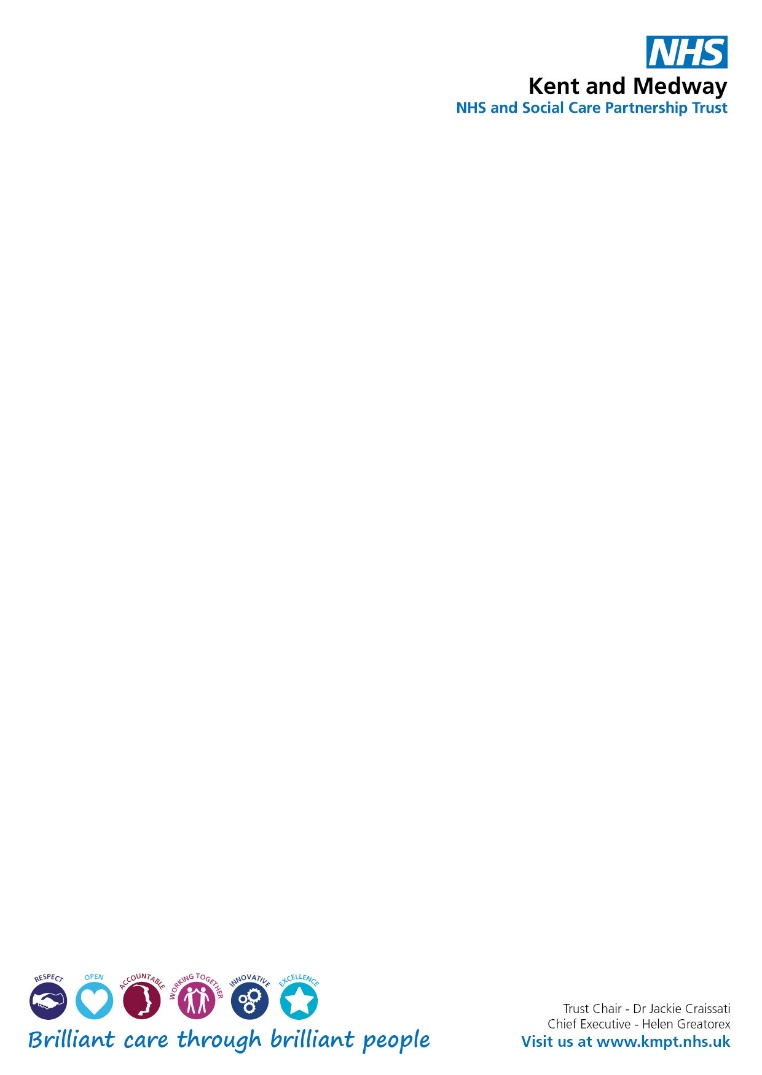 NHS
Kent and Medway
NHS and Social Care Partnership Trust
RESPECT
OPEN
ACCOUNTABLE
WORKING TOGETHER
INNOVATIVE
EXCELLENCE
Brilliant care through brilliant people
Trust Chair - Dr Jackie Craissati
Chief Executive - Helen Greatorex
Visit us at www.kmpt.nhs.uk